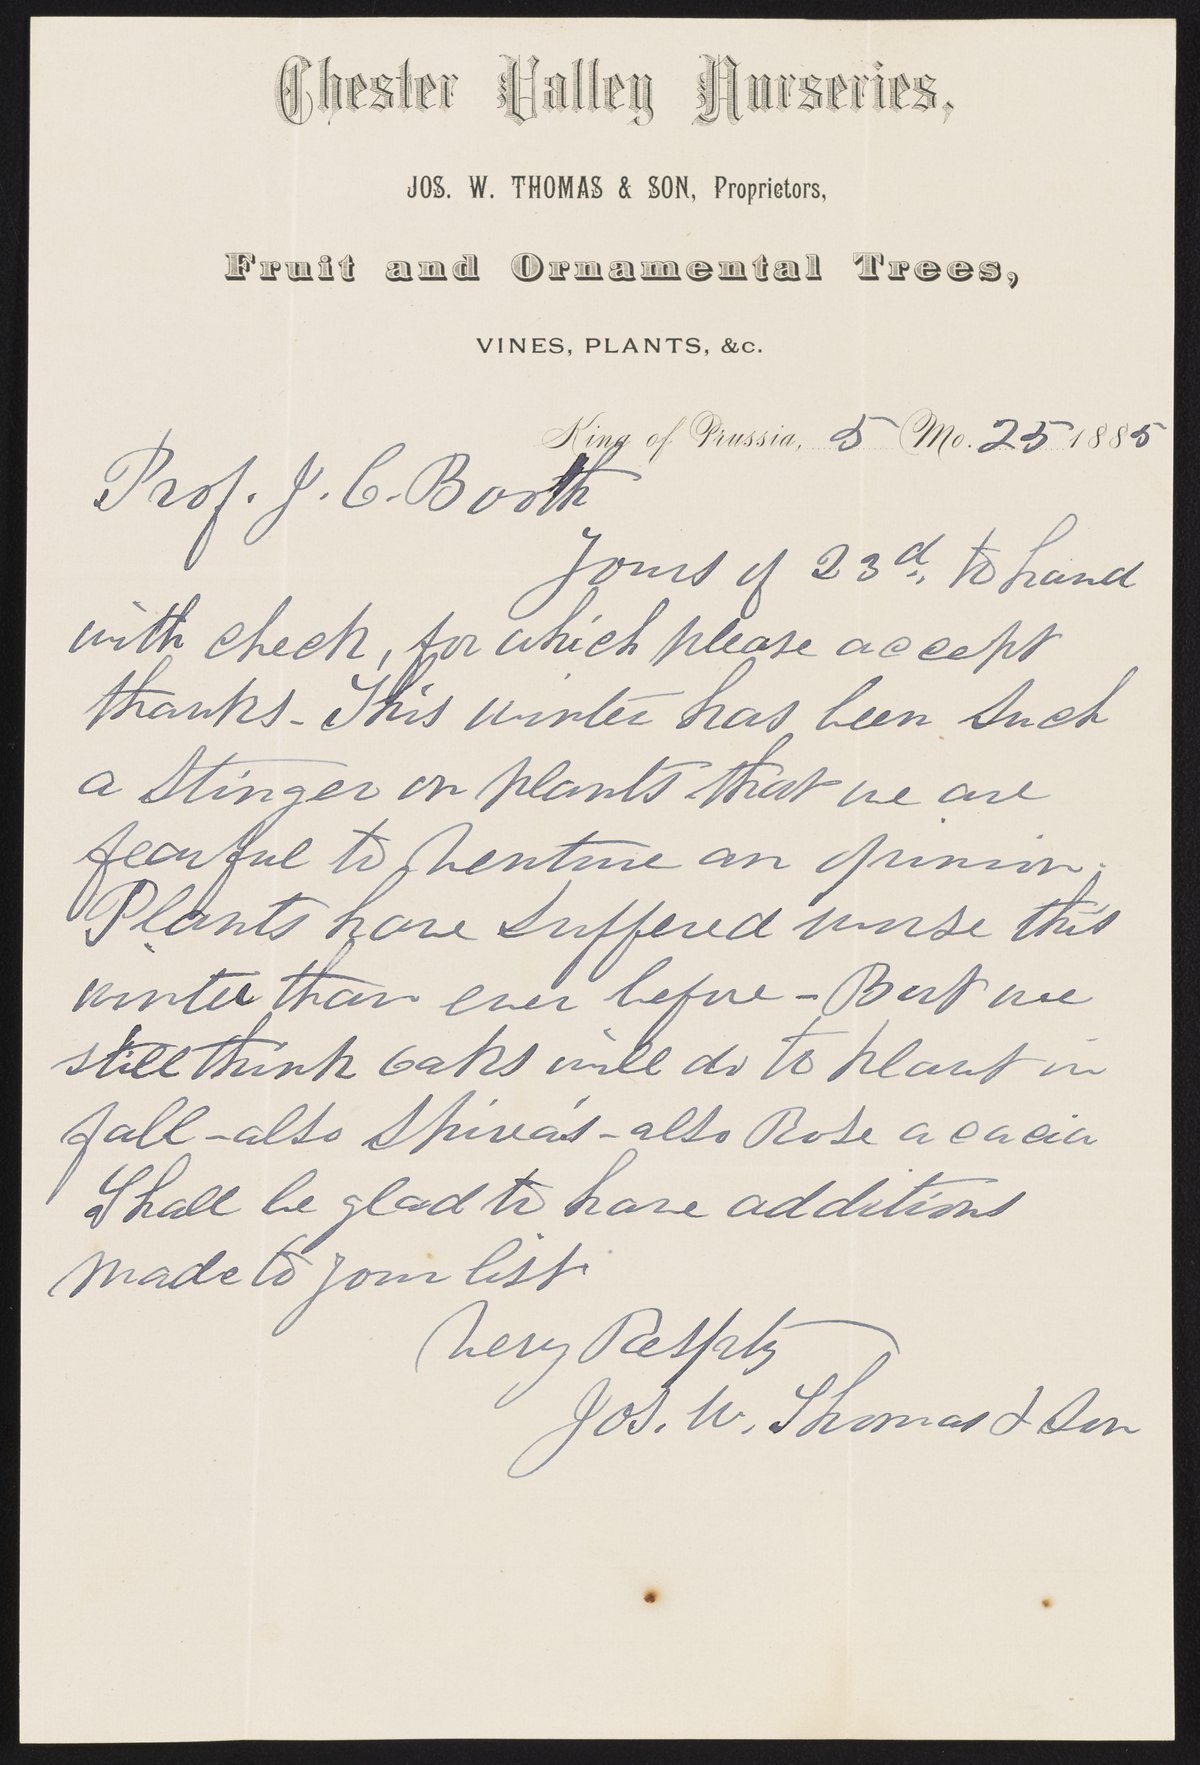 Chester Valley Nurseries,
JOS. W. THOMAS & SON, Proprietors,
Fruit and Ornamental Trees,
VINES, PLANTS, &c.
King of Prussia, 5 Mo. 25 1885
Prof. J. C. Booth
Yours of 23d, to hand
with check, for which please accept
thanks - This winter has been such
a stinger on plants that we are
fearful to venture an opinion.
Plants have suffered worse this
winter than ever before - But we
still think oaks will do to plant in
fall - also Spirea's - also Rose acacia
Shall be glad to have additions
made to your list.
Very Respty
Jos. W. Thomas & Son